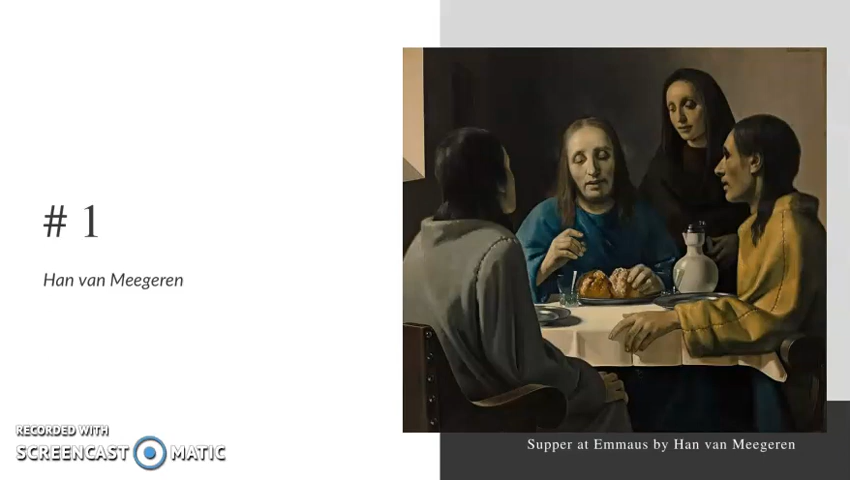 # 1
Han van Meegeren
RECORDED WITH
SCREENCAST MATIC
Supper at Emmaus by Han van Meegeren